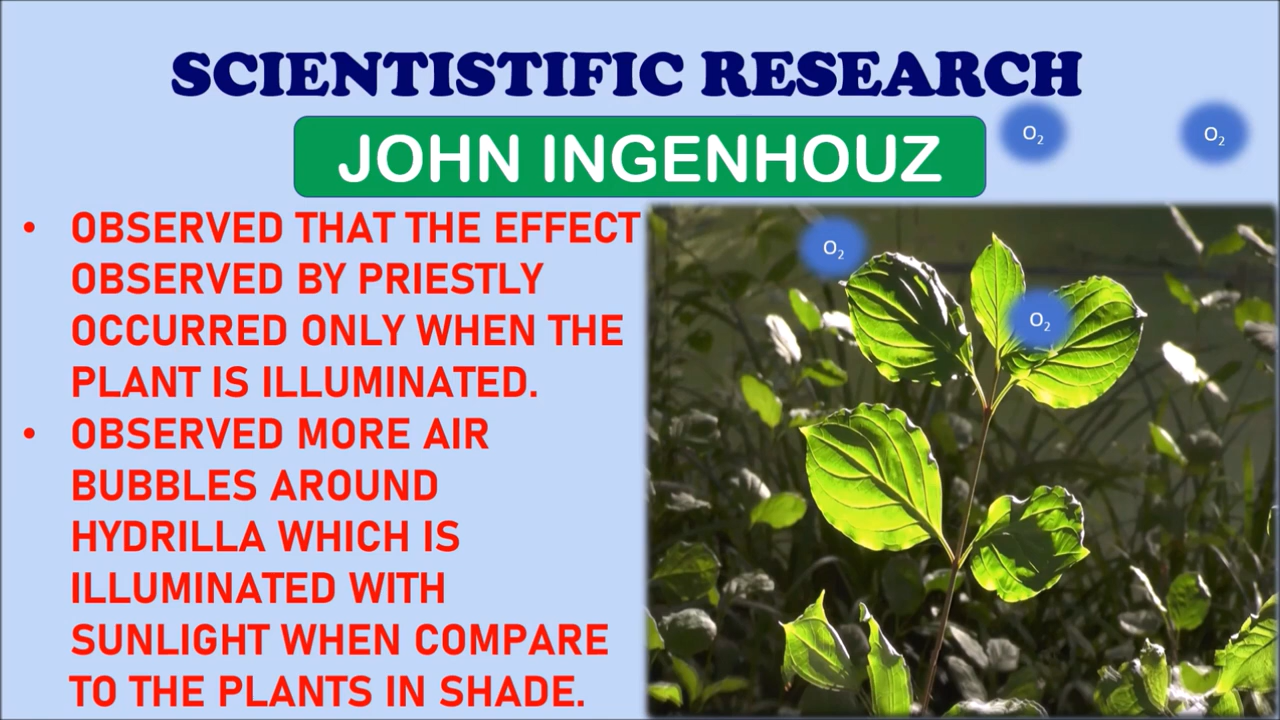 SCIENTISTIFIC RESEARCH
JOHN INGENHOUZ
• OBSERVED THAT THE EFFECT
OBSERVED BY PRIESTLY
OCCURRED ONLY WHEN THE
PLANT IS ILLUMINATED.
• OBSERVED MORE AIR
BUBBLES AROUND
HYDRILLA WHICH IS
ILLUMINATED WITH
SUNLIGHT WHEN COMPARE
TO THE PLANTS IN SHADE.
O₂
O₂
O₂
O₂